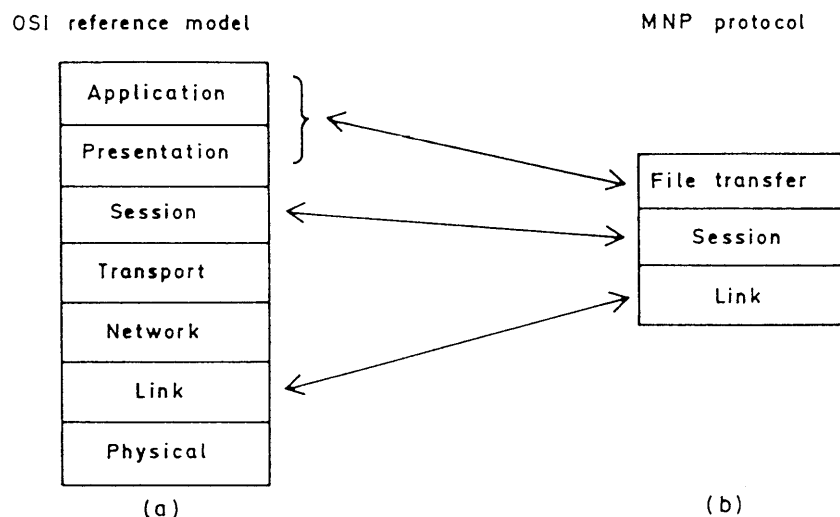 OSI reference model
Application
Presentation
Session
Transport
Network
Link
Physical
(a)
MNP protocol
File transfer
Session
Link
(b)